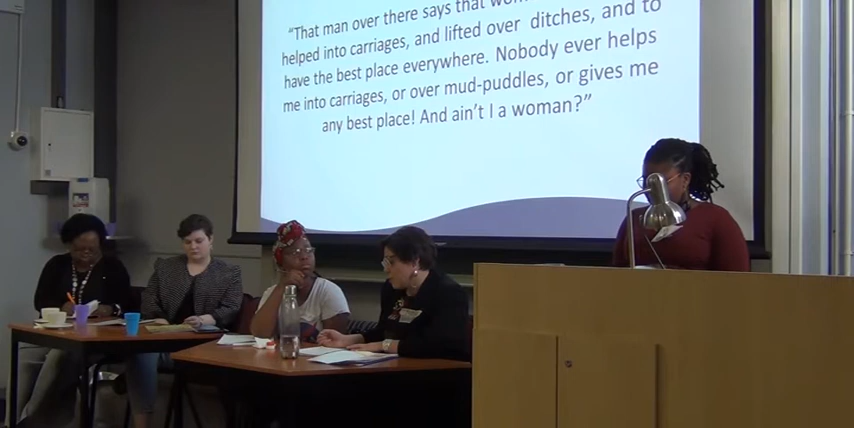 “That man over there says that
helped into carriages, and lifted over ditches, and to
have the best place everywhere. Nobody ever helps
me into carriages, or over mud-puddles, or gives me
any best place! And ain’t I a woman?”